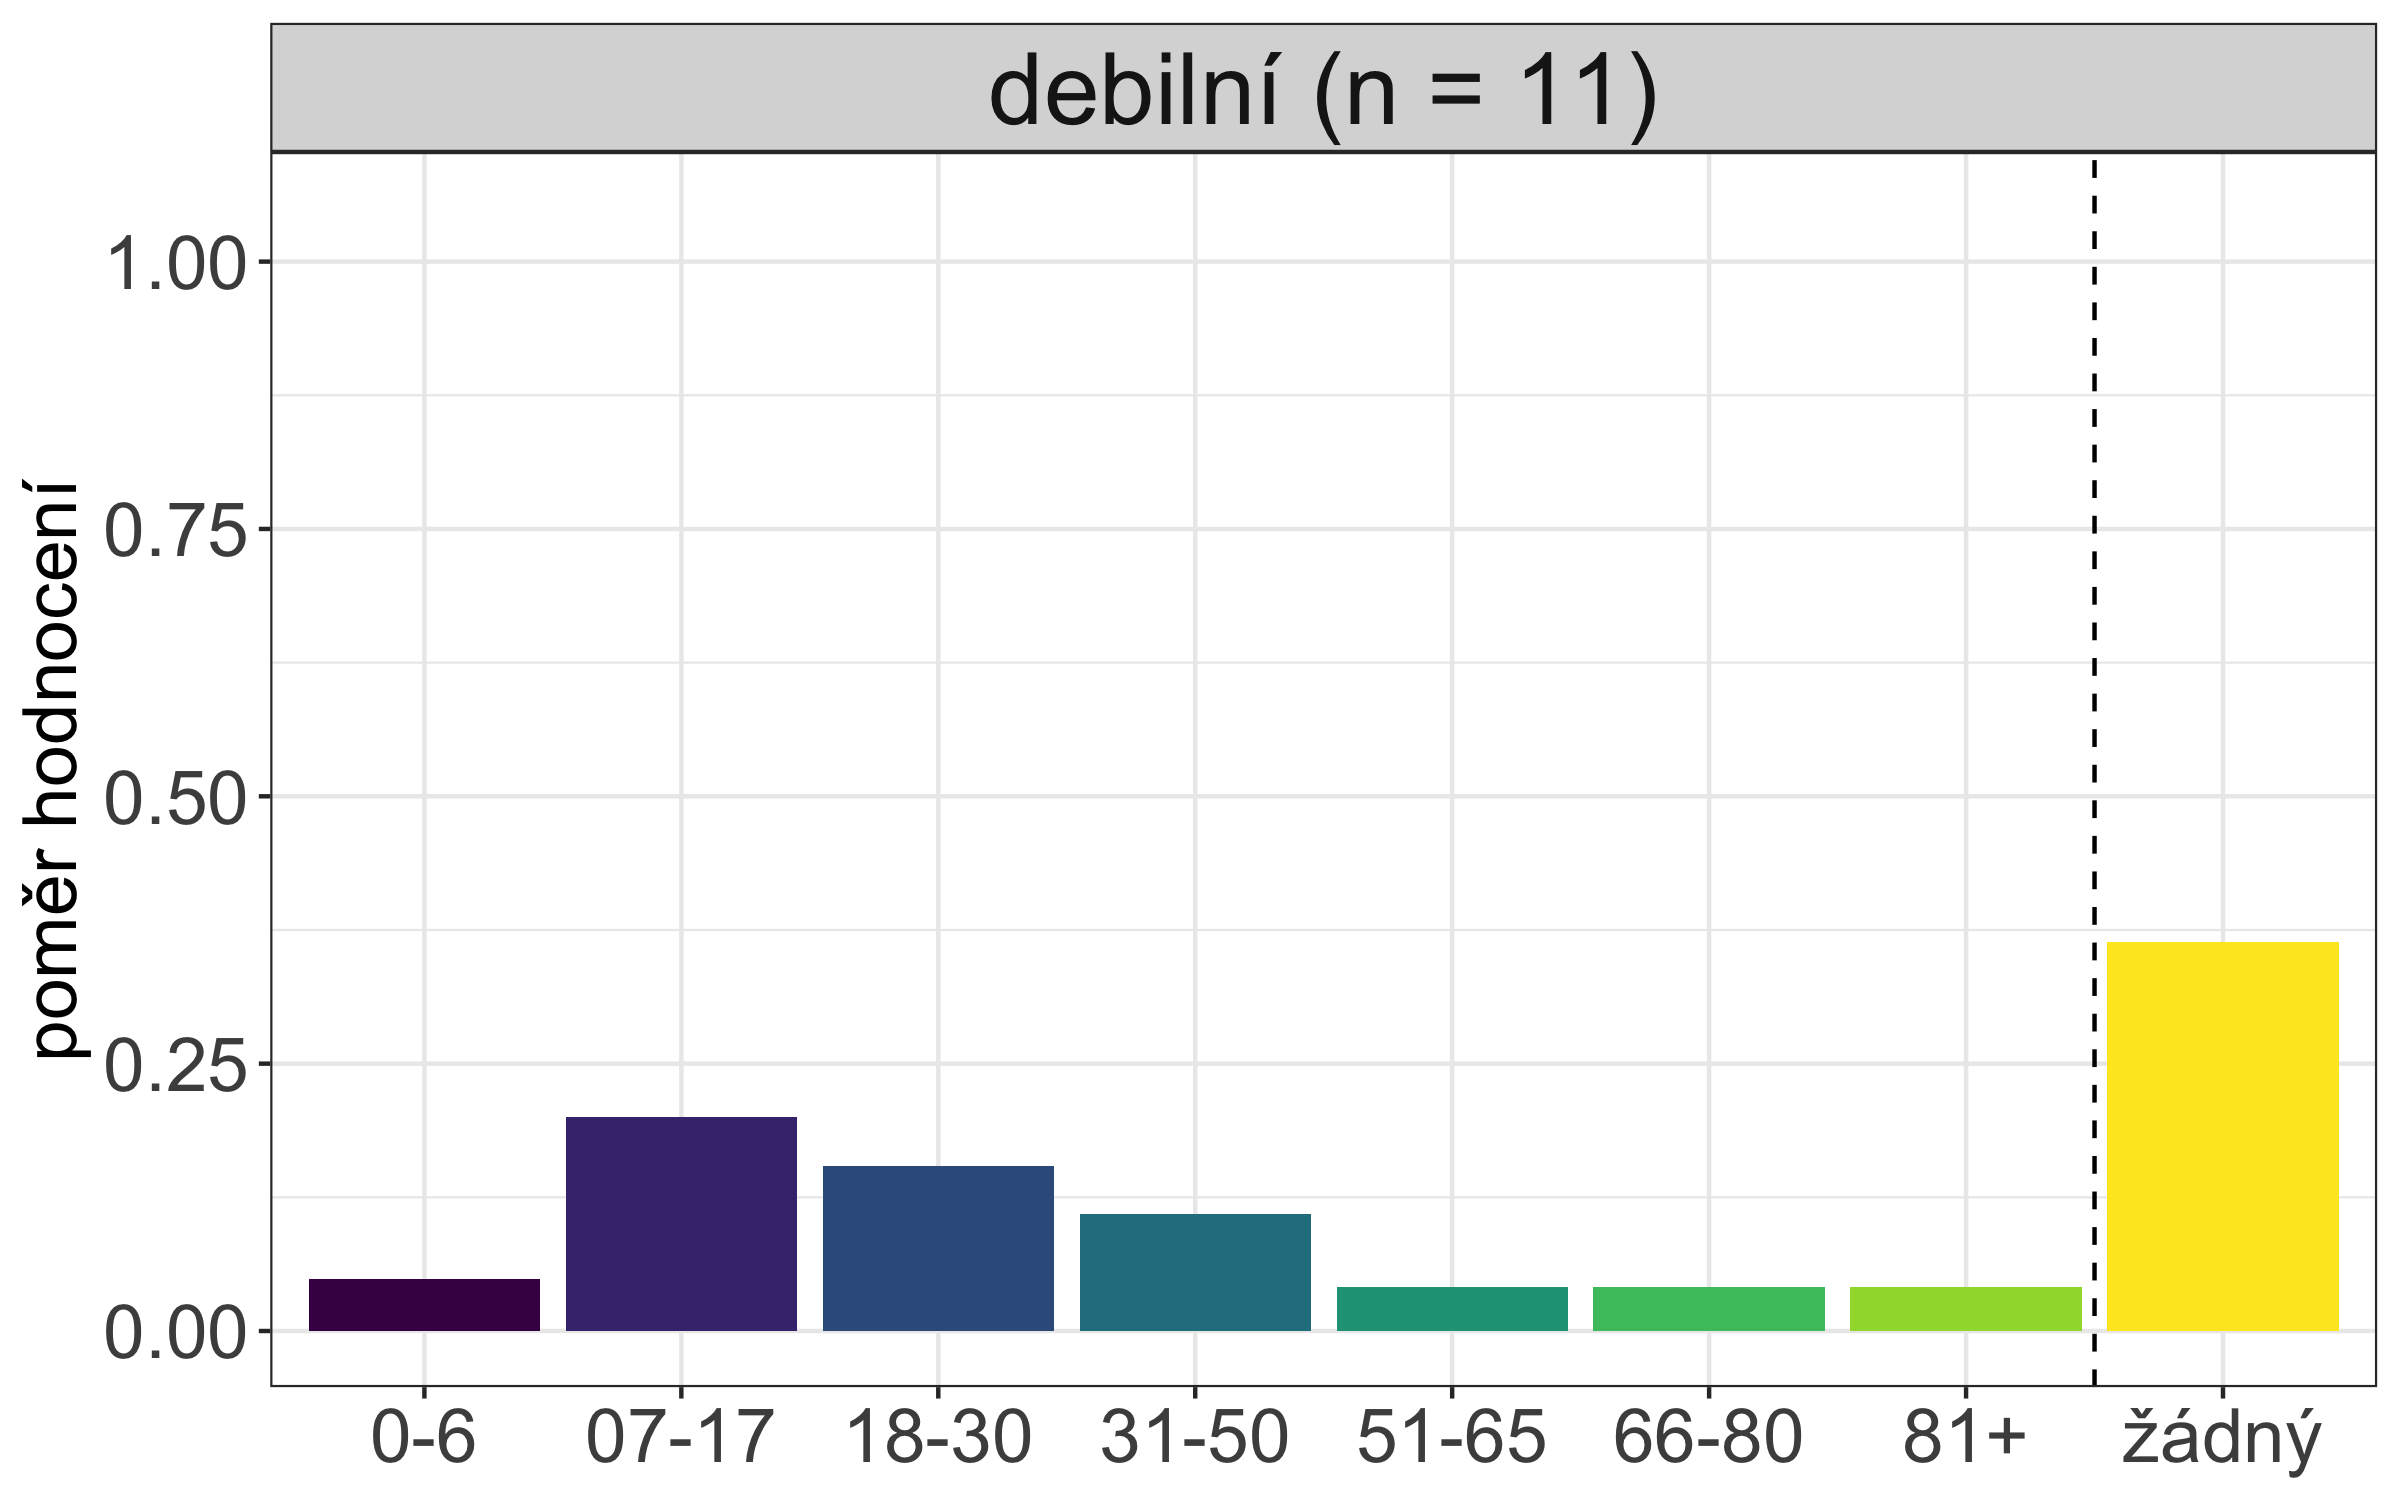 debilní (n = 11)
poměr hodnocení
1.00
0.75
0.50
0.25
0.00
0-6 07-17 18-30 31-50 51-65 66-80 81+ žádný